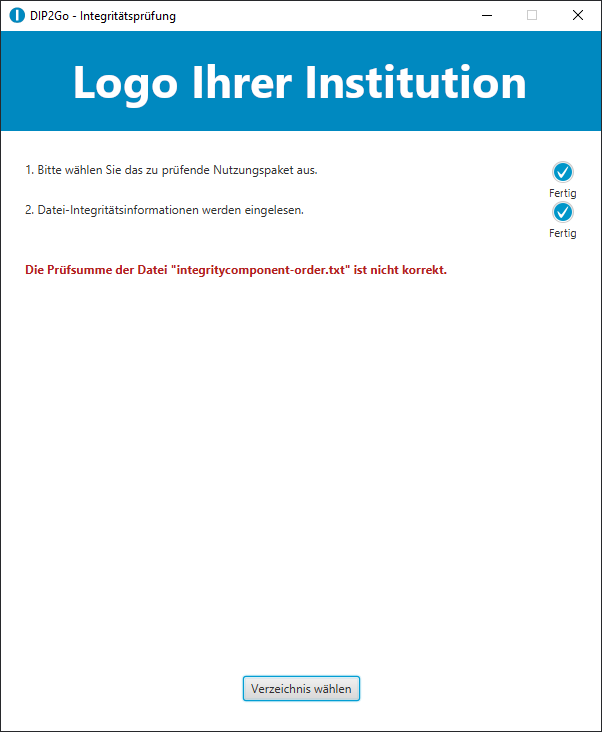 DIP2Go - Integritätsprüfung
Logo Ihrer Institution
1. Bitte wählen Sie das zu prüfende Nutzungspaket aus.
Fertig
2. Datei-Integritätsinformationen werden eingelesen.
Fertig
Die Prüfsumme der Datei "integritycomponent-order.txt" ist nicht korrekt.
Verzeichnis wählen